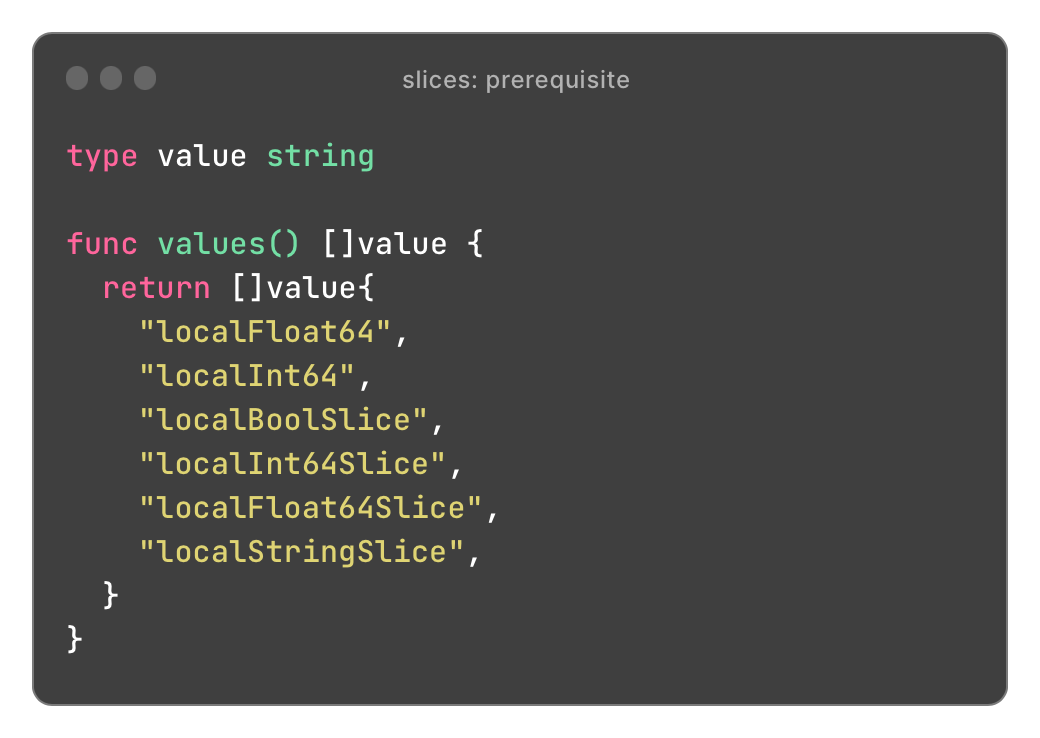 slices: prerequisite
type value string
func values() []value {
  return []value{
    "localFloat64",
    "localInt64",
    "localBoolSlice",
    "localInt64Slice",
    "localFloat64Slice",
    "localStringSlice",
  }
}